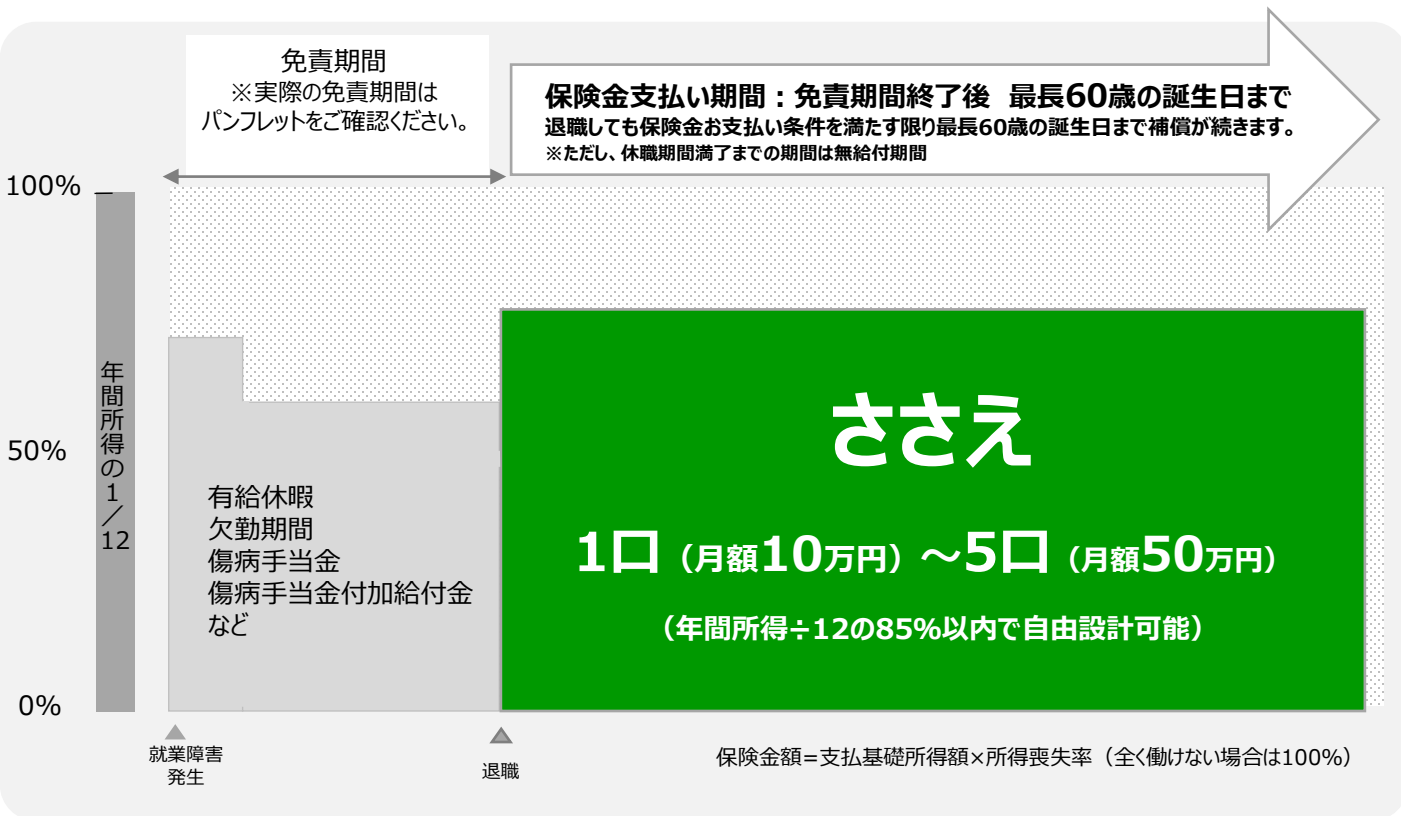 免責期間
※実際の免責期間は
パンフレットをご確認ください。
保険金支払い期間：免責期間終了後 最長60歳の誕生日まで
退職しても保険金お支払い条件を満たす限り最長60歳の誕生日まで補償が続きます。
※ただし、休職期間満了までの期間は無給付期間
100%
50%
0%
年間所得の1／12
有給休暇
欠勤期間
傷病手当金
傷病手当金付加給付金
など
ささえ
1口（月額10万円）～5口（月額50万円）
（年間所得÷12の85%以内で自由設計可能）
就業障害
発生
退職
保険金額=支払基礎所得額×所得喪失率（全く働けない場合は100%）